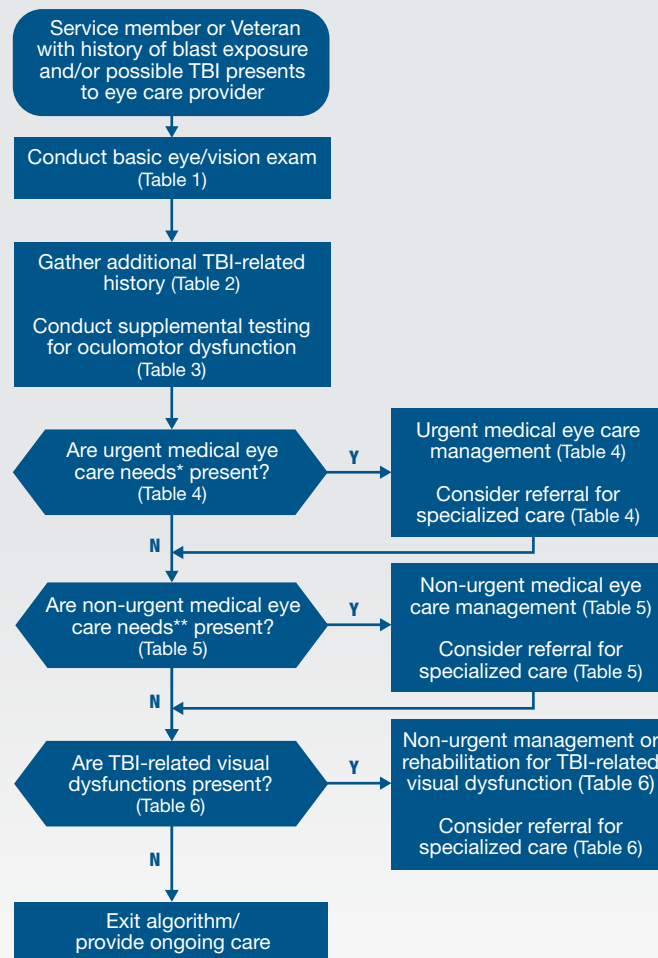 Service member or Veteran
with history of blast exposure
and/or possible TBI presents
to eye care provider
Conduct basic eye/vision exam
(Table 1)
Gather additional TBI-related
history (Table 2)
Conduct supplemental testing
for oculomotor dysfunction
(Table 3)
Are urgent medical eye
care needs* present?
(Table 4)
Y
Urgent medical eye care
management (Table 4)
Consider referral for
specialized care (Table 4)
N
Are non-urgent medical eye
care needs** present?
(Table 5)
Y
Non-urgent medical eye
care management (Table 5)
Consider referral for
specialized care (Table 5)
N
Are TBI-related visual
dysfunctions present?
(Table 6)
Y
Non-urgent management or
rehabilitation for TBI-related
visual dysfunction (Table 6)
Consider referral for
specialized care (Table 6)
N
Exit algorithm/
provide ongoing care